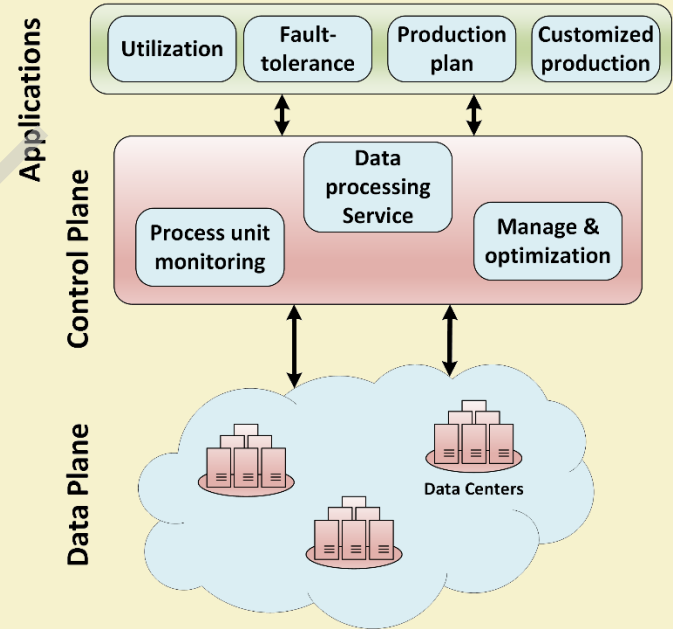 Applications
Utilization
Fault-
tolerance
Production
plan
Customized
production
Control Plane
Data
processing
Service
Process unit
monitoring
Manage &
optimization
Data Plane
Data Centers